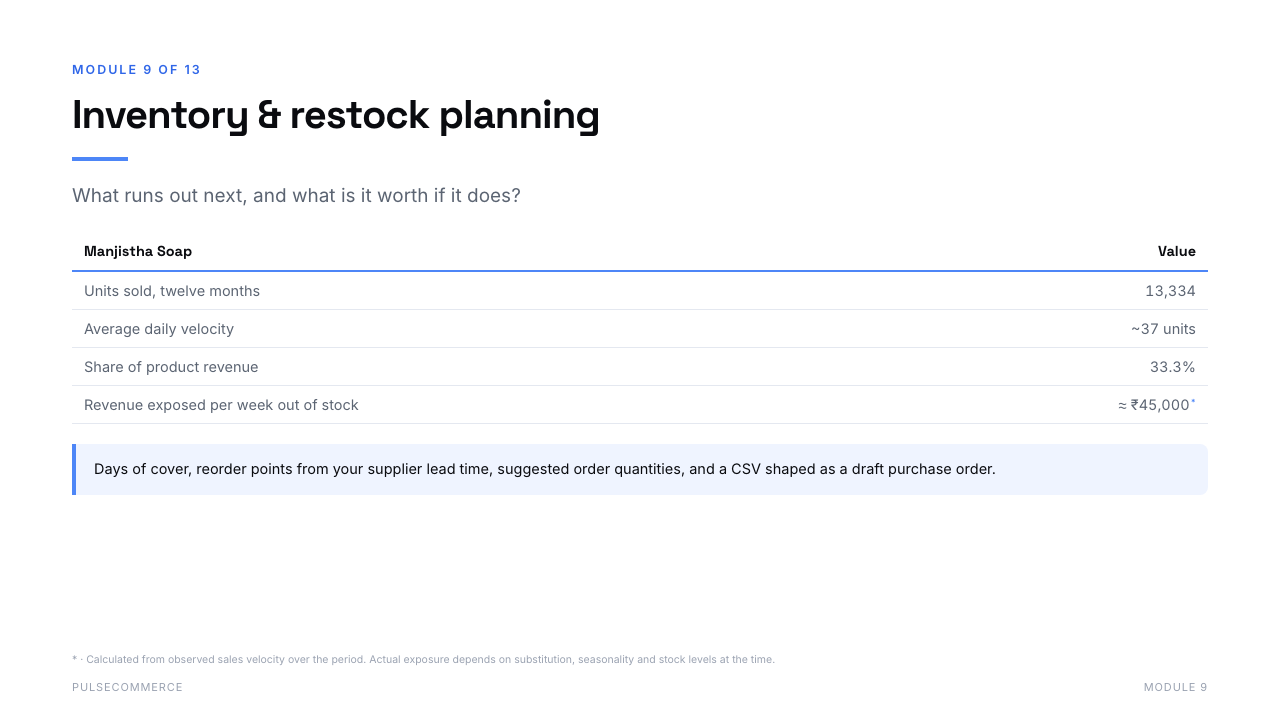 MODULE 9 OF 13
Inventory & restock planning
What runs out next, and what is it worth if it does?
Manjistha Soap Value
Units sold, twelve months 13,334
Average daily velocity ~37 units
Share of product revenue 33.3%
Revenue exposed per week out of stock ≈ ₹45,000*
Days of cover, reorder points from your supplier lead time, suggested order quantities, and a CSV shaped as a draft purchase order.
* · Calculated from observed sales velocity over the period. Actual exposure depends on substitution, seasonality and stock levels at the time.
PULSECOMMERCE MODULE 9